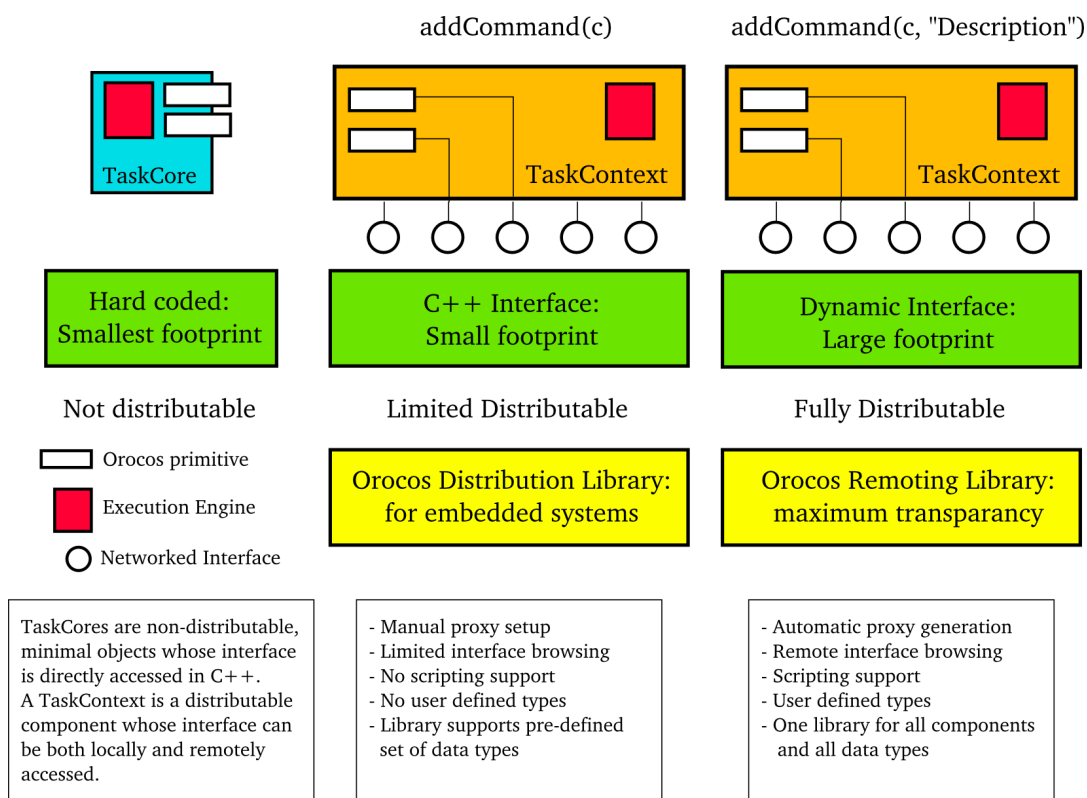 addCommand(c)
addCommand(c, "Description")
TaskCore
TaskContext
TaskContext
Hard coded:
Smallest footprint
C++ Interface:
Small footprint
Dynamic Interface:
Large footprint
Not distributable
Limited Distributable
Fully Distributable
Orocos primitive
Execution Engine
Networked Interface
Orocos Distribution Library:
for embedded systems
Orocos Remoting Library:
maximum transparancy
TaskCores are non-distributable,
minimal objects whose interface
is directly accessed in C++.
A TaskContext is a distributable
component whose interface can
be both locally and remotely
accessed.
- Manual proxy setup
- Limited interface browsing
- No scripting support
- No user defined types
- Library supports pre-defined
set of data types
- Automatic proxy generation
- Remote interface browsing
- Scripting support
- User defined types
- One library for all components
and all data types